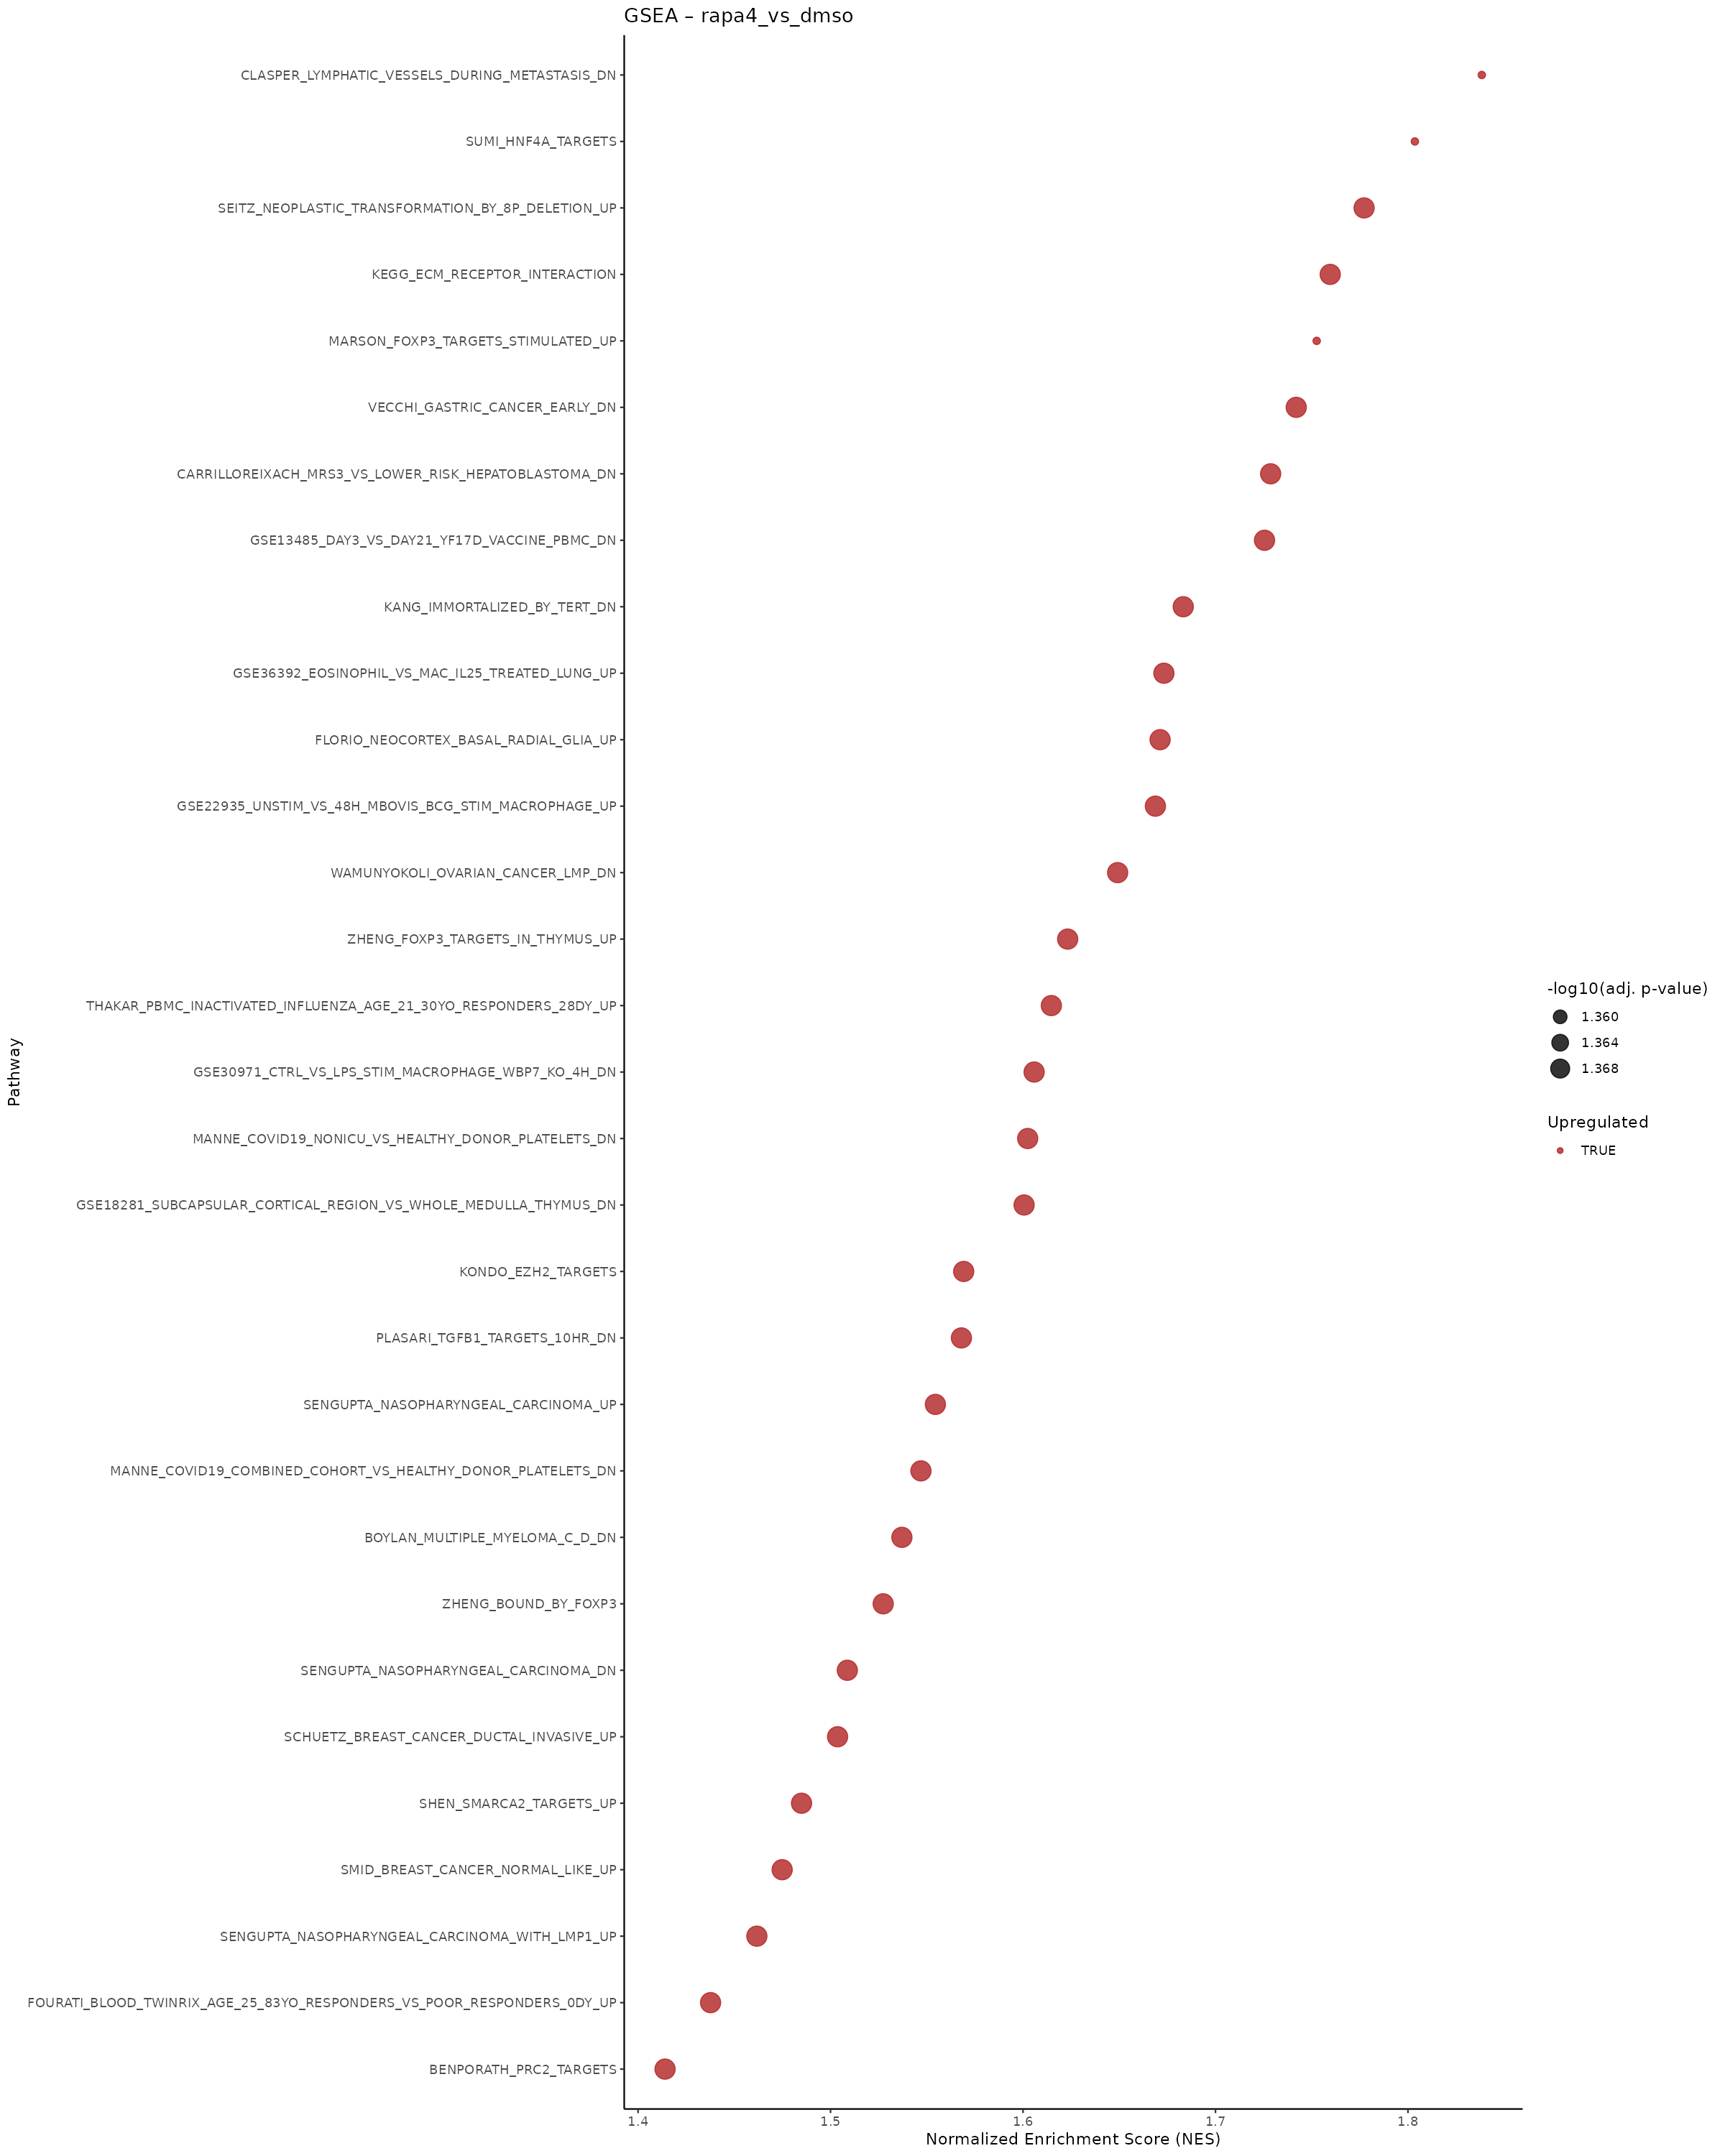 GSEA – rapa4_vs_dmso
CLASPER_LYMPHATIC_VESSELS_DURING_METASTASIS_DN
SUMI_HNF4A_TARGETS
SEITZ_NEOPLASTIC_TRANSFORMATION_BY_8P_DELETION_UP
KEGG_ECM_RECEPTOR_INTERACTION
MARSON_FOXP3_TARGETS_STIMULATED_UP
VECCHI_GASTRIC_CANCER_EARLY_DN
CARRILLOREIXACH_MRS3_VS_LOWER_RISK_HEPATOBLASTOMA_DN
GSE13485_DAY3_VS_DAY21_YF17D_VACCINE_PBMC_DN
KANG_IMMORTALIZED_BY_TERT_DN
GSE36392_EOSINOPHIL_VS_MAC_IL25_TREATED_LUNG_UP
FLORIO_NEOCORTEX_BASAL_RADIAL_GLIA_UP
GSE22935_UNSTIM_VS_48H_MBOVIS_BCG_STIM_MACROPHAGE_UP
WAMUNYOKOLI_OVARIAN_CANCER_LMP_DN
ZHENG_FOXP3_TARGETS_IN_THYMUS_UP
THAKAR_PBMC_INACTIVATED_INFLUENZA_AGE_21_30YO_RESPONDERS_28DY_UP
GSE30971_CTRL_VS_LPS_STIM_MACROPHAGE_WBP7_KO_4H_DN
MANNE_COVID19_NONICU_VS_HEALTHY_DONOR_PLATELETS_DN
GSE18281_SUBCAPSULAR_CORTICAL_REGION_VS_WHOLE_MEDULLA_THYMUS_DN
KONDO_EZH2_TARGETS
PLASARI_TGFB1_TARGETS_10HR_DN
SENGUPTA_NASOPHARYNGEAL_CARCINOMA_UP
MANNE_COVID19_COMBINED_COHORT_VS_HEALTHY_DONOR_PLATELETS_DN
BOYLAN_MULTIPLE_MYELOMA_C_D_DN
ZHENG_BOUND_BY_FOXP3
SENGUPTA_NASOPHARYNGEAL_CARCINOMA_DN
SCHUETZ_BREAST_CANCER_DUCTAL_INVASIVE_UP
SHEN_SMARCA2_TARGETS_UP
SMID_BREAST_CANCER_NORMAL_LIKE_UP
SENGUPTA_NASOPHARYNGEAL_CARCINOMA_WITH_LMP1_UP
FOURATI_BLOOD_TWINRIX_AGE_25_83YO_RESPONDERS_VS_POOR_RESPONDERS_0DY_UP
BENPORATH_PRC2_TARGETS
Pathway
1.4 1.5 1.6 1.7 1.8
Normalized Enrichment Score (NES)
-log10(adj. p-value)
1.360
1.364
1.368
Upregulated
TRUE